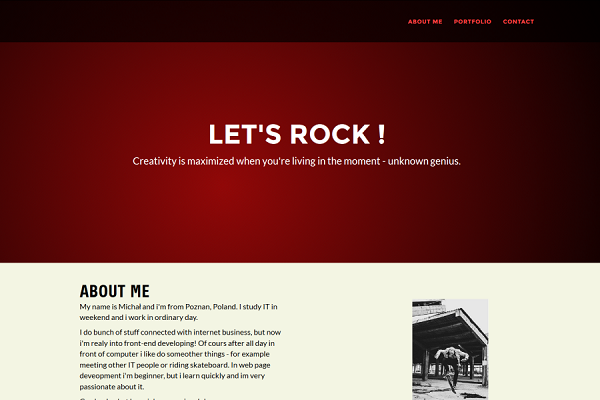 ABOUT ME PORTFOLIO CONTACT
LET'S ROCK !
Creativity is maximized when you're living in the moment - unknown genius.
ABOUT ME
My name is Michał and i'm from Poznan, Poland. I study IT in
weekend and i work in ordinary day.
I do bunch of stuff connected with internet business, but now
i'm realy into front-end developing! Of cours after all day in
front of computer i like do someother things - for example
meeting other IT people or riding skateboard. In web page
deveopment i'm beginner, but i learn quickly and im very
passionate about it.